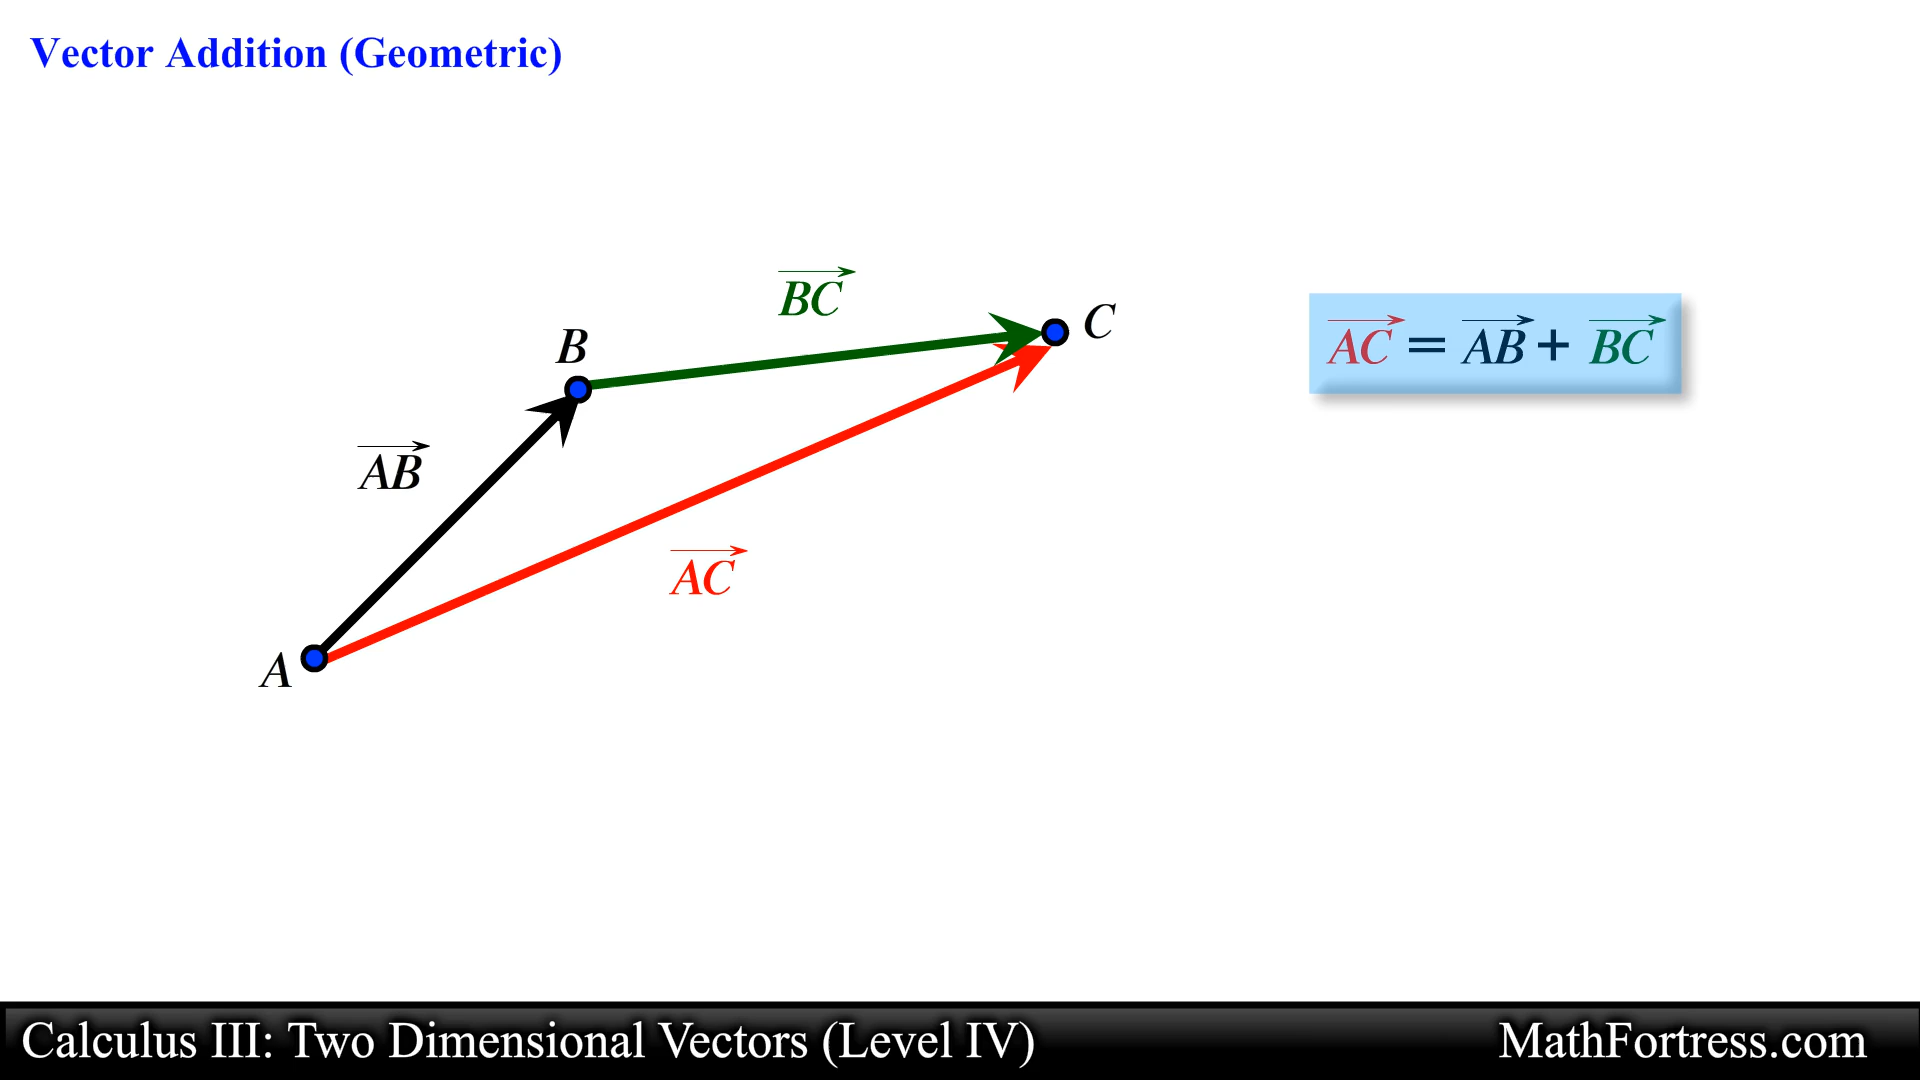 Vector Addition (Geometric)
BC
C
B
AC = AB + BC
AB
AC
A
Calculus III: Two Dimensional Vectors (Level IV)
MathFortress.com